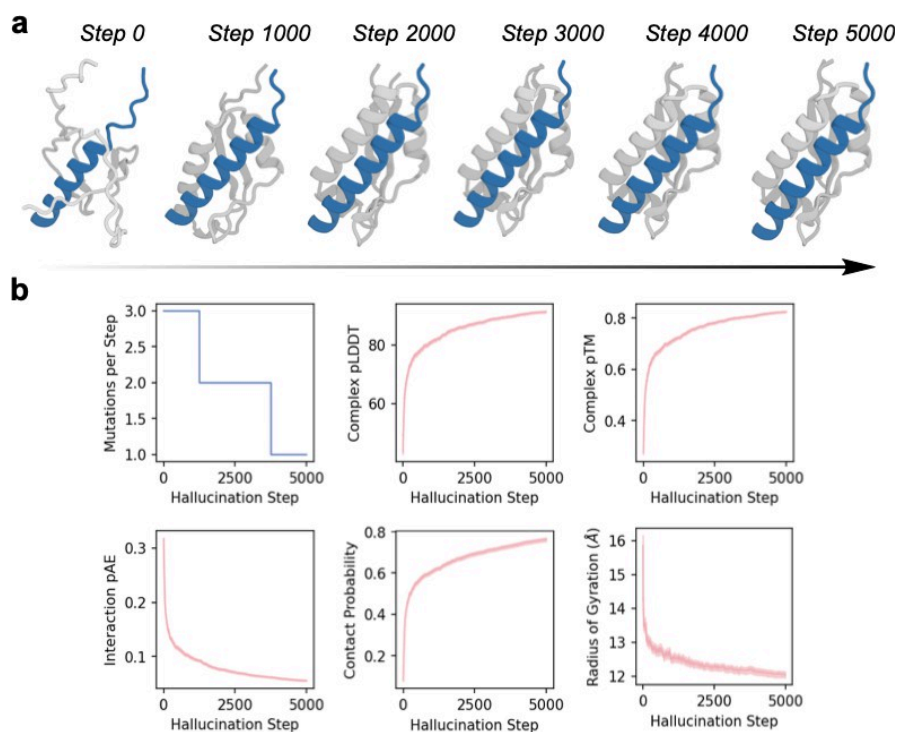 a
Step 0 Step 1000 Step 2000 Step 3000 Step 4000 Step 5000
b
Mutations per Step
3.0
2.5
2.0
1.5
1.0
0 2500 5000
Hallucination Step
Complex pLDDT
80
60
0 2500 5000
Hallucination Step
Complex pTM
0.8
0.6
0.4
0 2500 5000
Hallucination Step
Interaction pAE
0.3
0.2
0.1
0 2500 5000
Hallucination Step
Contact Probability
0.8
0.6
0.4
0.2
0 2500 5000
Hallucination Step
Radius of Gyration (Å)
16
15
14
13
12
0 2500 5000
Hallucination Step